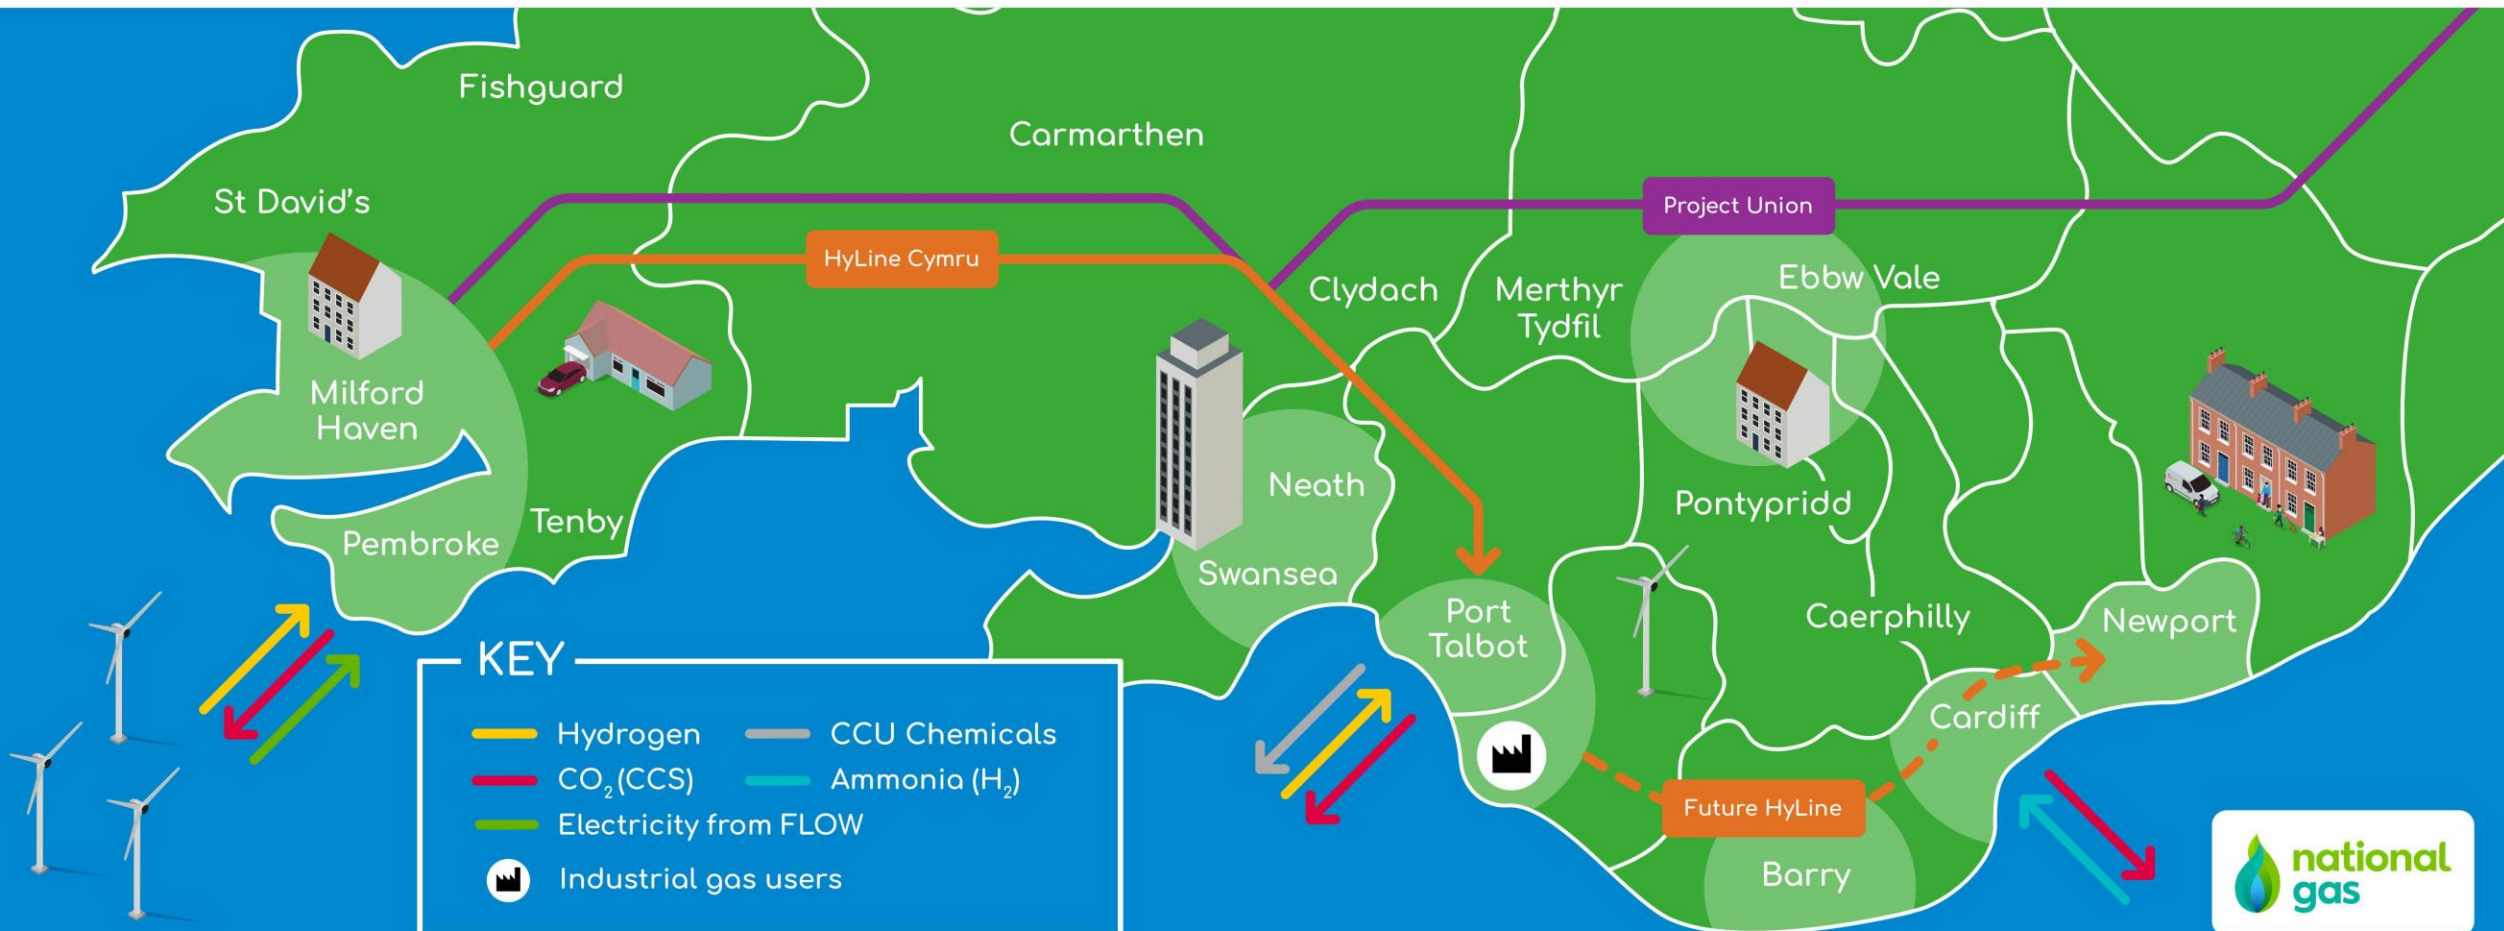 Fishguard
Carmarthen
St David's
Project Union
HyLine Cymru
Clydach
Merthyr
Tydfil
Ebbw Vale
Milford
Haven
Neath
Pontypridd
Tenby
Pembroke
Swansea
Port
Talbot
Caerphilly
Newport
Cardiff
KEY
Hydrogen
CCU Chemicals
CO₂(CCS)
Ammonia (H₂)
Electricity from FLOW
Industrial gas users
Future HyLine
Barry
national
gas